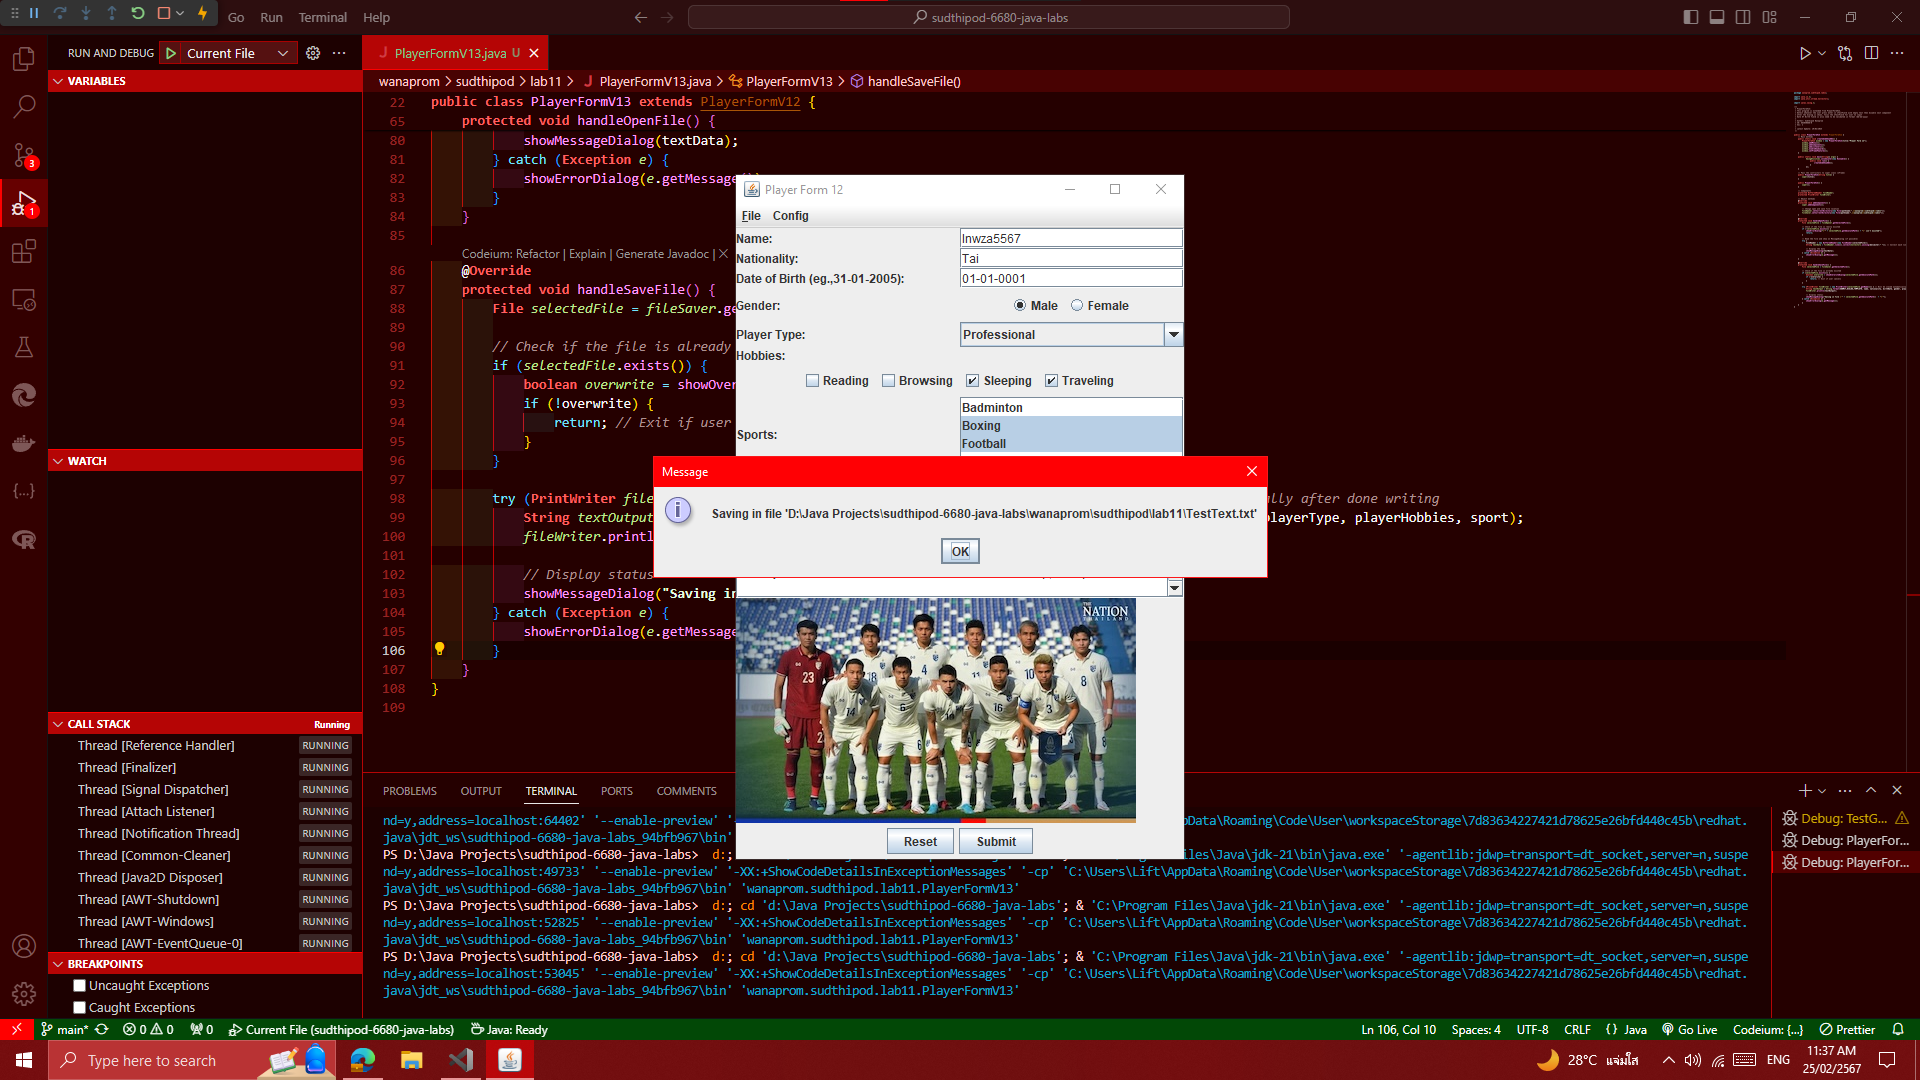 Go Run Terminal Help
sudthipod-6680-java-labs
RUN AND DEBUG Current File
PlayerFormV13.java U
VARIABLES
wanaprom > sudthipod > lab11 > J PlayerFormV13.java > PlayerFormV13 > handleSaveFile()
22 public class PlayerFormV13 extends PlayerFormV12 {
65 protected void handleOpenFile() {
80 showMessageDialog(textData);
81 } catch (Exception e) {
82 showErrorDialog(e.getMessage()
83 }
84 }
85
Codeium: Refactor | Explain | Generate Javadoc | X
86 @Override
87 protected void handleSaveFile() {
88 File selectedFile = fileSaver.ge
89
90 // Check if the file is already
91 if (selectedFile.exists()) {
92 boolean overwrite = showOver
93 if (!overwrite) {
94 return; // Exit if user
95 }
96 }
97
98 try (PrintWriter file
lly after done writing
99 String textOutput
playerType, playerHobbies, sport);
100 fileWriter.printl
101
102 // Display status
103 showMessageDialog("Saving in
104 } catch (Exception e) {
105 showErrorDialog(e.getMessage
106 }
107 }
108 }
109
Player Form 12
File Config
Name: lnwza5567
Nationality: Tai
Date of Birth (eg.,31-01-2005): 01-01-0001
Gender: Male Female
Player Type: Professional
Hobbies:
Reading Browsing Sleeping Traveling
Badminton
Boxing
Sports:
Football
Message
Saving in file 'D:\Java Projects\sudthipod-6680-java-labs\wanaprom\sudthipod\lab11\TestText.txt'
OK
THE
NATION
THAILAND
23
18
10
8
14
6
16
3
Reset Submit
WATCH
CALL STACK Running
Thread [Reference Handler] RUNNING
Thread [Finalizer] RUNNING
Thread [Signal Dispatcher] RUNNING
Thread [Attach Listener] RUNNING
Thread [Notification Thread] RUNNING
Thread [Common-Cleaner] RUNNING
Thread [Java2D Disposer] RUNNING
Thread [AWT-Shutdown] RUNNING
Thread [AWT-Windows] RUNNING
Thread [AWT-EventQueue-0] RUNNING
BREAKPOINTS
Uncaught Exceptions
Caught Exceptions
PROBLEMS OUTPUT TERMINAL PORTS COMMENTS
nd=y,address=localhost:64402' '--enable-preview' '- AppData\Roaming\Code\User\workspaceStorage\7d83634227421d78625e26bfd440c45b\redhat.
java\jdt_ws\sudthipod-6680-java-labs_94bfb967\bin'
PS D:\Java Projects\sudthipod-6680-java-labs> d:; iles\Java\jdk-21\bin\java.exe' '-agentlib:jdwp=transport=dt_socket,server=n,suspe
nd=y,address=localhost:49733' '--enable-preview' '-XX:+ShowCodeDetailsInExceptionMessages' '-cp' 'C:\Users\Lift\AppData\Roaming\Code\User\workspaceStorage\7d83634227421d78625e26bfd440c45b\redhat.
java\jdt_ws\sudthipod-6680-java-labs_94bfb967\bin' 'wanaprom.sudthipod.lab11.PlayerFormV13'
PS D:\Java Projects\sudthipod-6680-java-labs> d:; cd 'd:\Java Projects\sudthipod-6680-java-labs'; & 'C:\Program Files\Java\jdk-21\bin\java.exe' '-agentlib:jdwp=transport=dt_socket,server=n,suspe
nd=y,address=localhost:52825' '--enable-preview' '-XX:+ShowCodeDetailsInExceptionMessages' '-cp' 'C:\Users\Lift\AppData\Roaming\Code\User\workspaceStorage\7d83634227421d78625e26bfd440c45b\redhat.
java\jdt_ws\sudthipod-6680-java-labs_94bfb967\bin' 'wanaprom.sudthipod.lab11.PlayerFormV13'
PS D:\Java Projects\sudthipod-6680-java-labs> d:; cd 'd:\Java Projects\sudthipod-6680-java-labs'; & 'C:\Program Files\Java\jdk-21\bin\java.exe' '-agentlib:jdwp=transport=dt_socket,server=n,suspe
nd=y,address=localhost:53045' '--enable-preview' '-XX:+ShowCodeDetailsInExceptionMessages' '-cp' 'C:\Users\Lift\AppData\Roaming\Code\User\workspaceStorage\7d83634227421d78625e26bfd440c45b\redhat.
java\jdt_ws\sudthipod-6680-java-labs_94bfb967\bin' 'wanaprom.sudthipod.lab11.PlayerFormV13'
Debug: TestG...
Debug: PlayerFor...
Debug: PlayerFor...
main* 0 0 0 Current File (sudthipod-6680-java-labs) Java: Ready
Ln 106, Col 10 Spaces: 4 UTF-8 CRLF {} Java Go Live Codeium: {...} Prettier
Type here to search
28°C แจ่มใส ENG 11:37 AM
25/02/2567